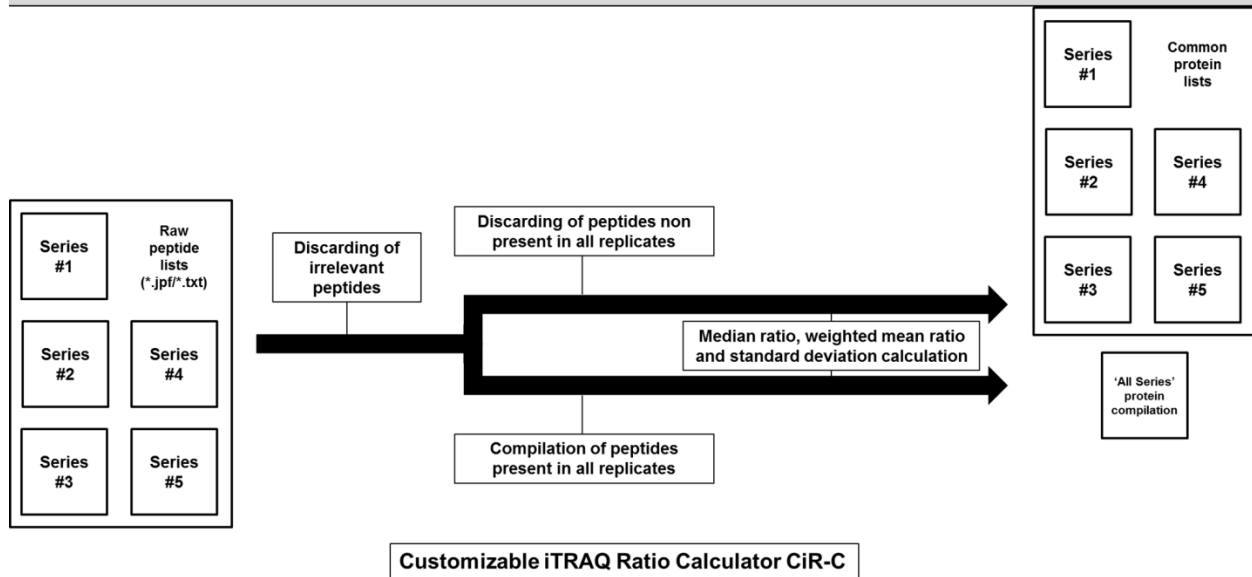 Series
#1
Raw
peptide
lists
(*.jpf/*.txt)
Series
#2
Series
#4
Series
#3
Series
#5
Discarding of
irrelevant
peptides
Discarding of peptides non
present in all replicates
Median ratio, weighted mean ratio
and standard deviation calculation
Compilation of peptides
present in all replicates
Series
#1
Common
protein
lists
Series
#2
Series
#4
Series
#3
Series
#5
'All Series'
protein
compilation
Customizable iTRAQ Ratio Calculator CiR-C